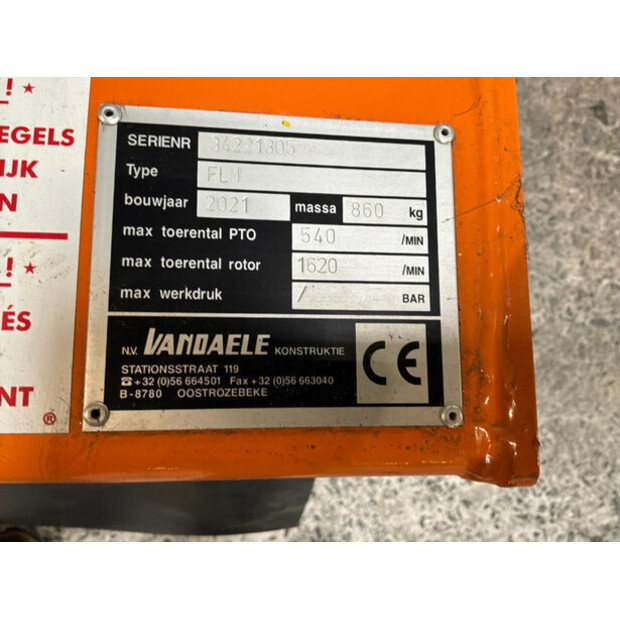 !★
EGELS
IJK
N
!★
ÉS
NT
®
SERIENR 34221305
Type FLM
bouwjaar 2021 massa 860 kg
max toerental PTO 540 /MIN
max toerental rotor 1620 /MIN
max werkdruk / BAR
N.V. VANDAELE KONSTRUKTIE
STATIONSSTRAAT 119
☎+32 (0)56 664501 Fax +32 (0)56 663040
B-8780 OOSTROZEBEKE
CE